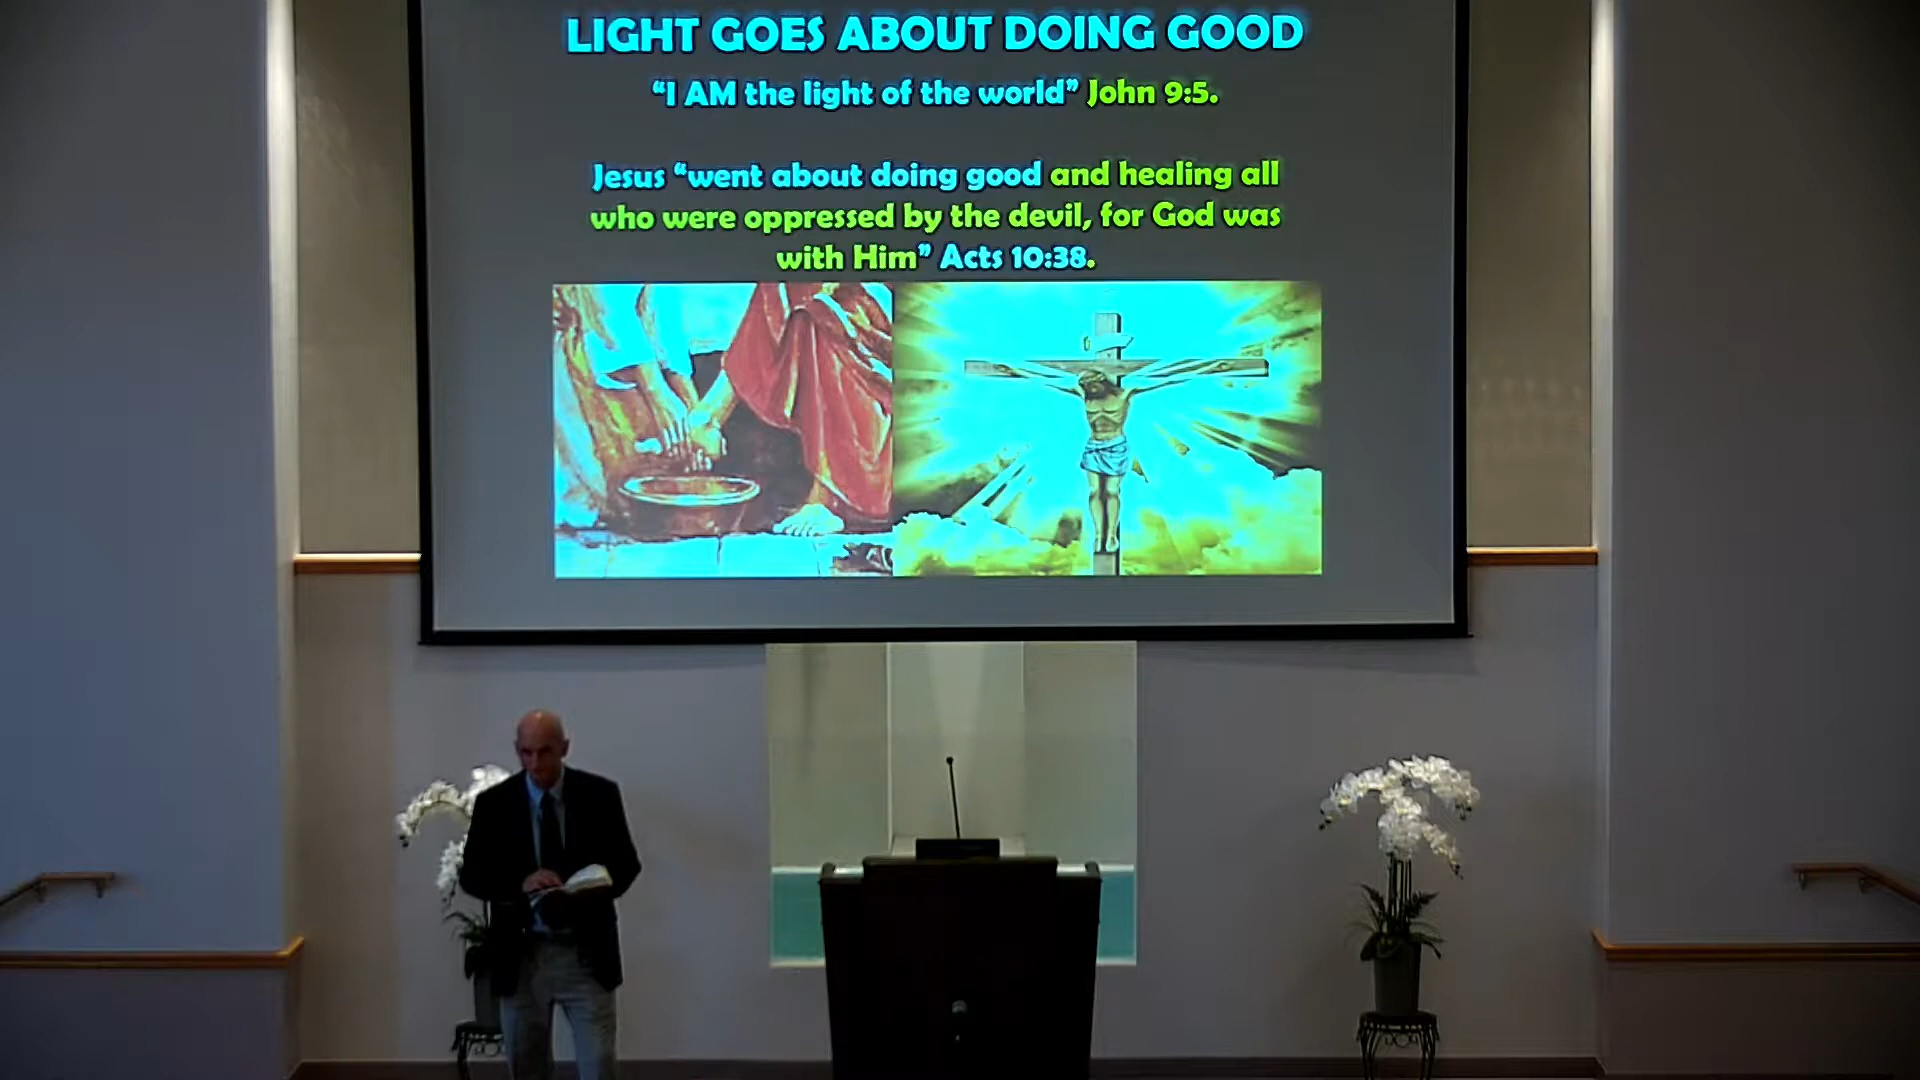 LIGHT GOES ABOUT DOING GOOD
“I AM the light of the world” John 9:5.
Jesus “went about doing good and healing all
who were oppressed by the devil, for God was
with Him” Acts 10:38.